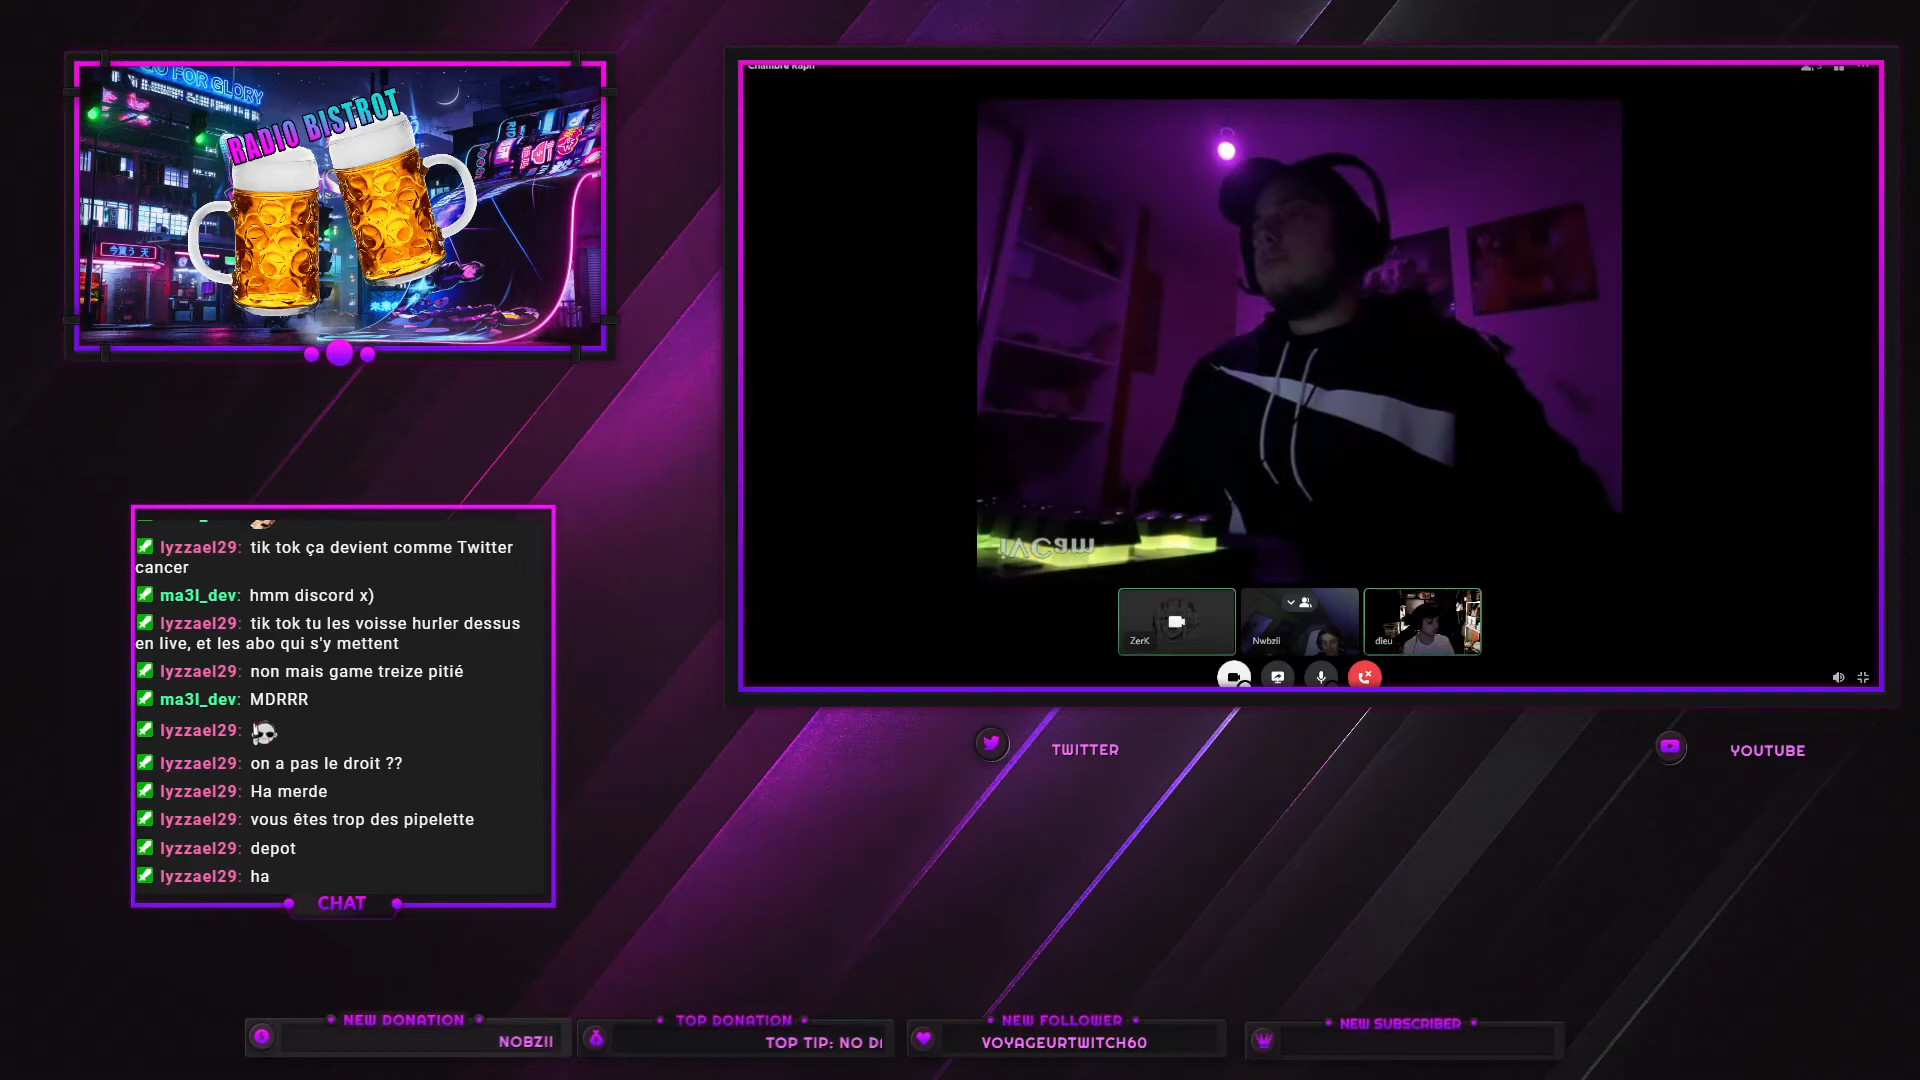 GO FOR GLORY
RADIO BISTROT
Chambre Raph
lyzzael29: tik tok ça devient comme Twitter
cancer
ma3l_dev: hmm discord x)
lyzzael29: tik tok tu les voisse hurler dessus
en live, et les abo qui s'y mettent
lyzzael29: non mais game treize pitié
ma3l_dev: MDRRR
lyzzael29:
lyzzael29: on a pas le droit ??
lyzzael29: Ha merde
lyzzael29: vous êtes trop des pipelette
lyzzael29: depot
lyzzael29: ha
CHAT
iVCam
ZerK
Nwbzii
dieu
TWITTER
YOUTUBE
NEW DONATION
NOBZII
TOP DONATION
TOP TIP: NO DI
NEW FOLLOWER
VOYAGEURTWITCH60
NEW SUBSCRIBER